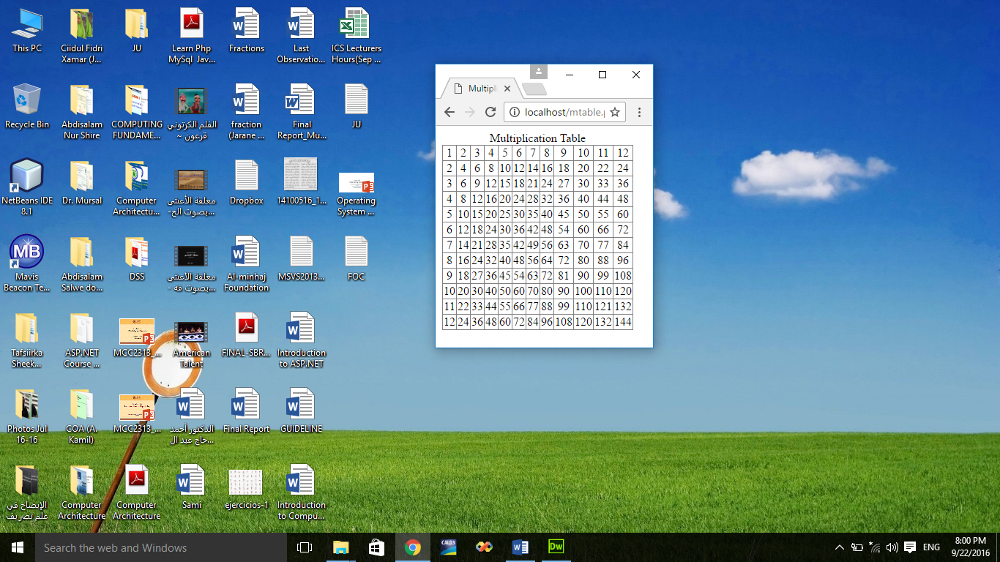 This PC
Ciidul Fidri
Xamar (J...
JU
Learn Php
MySql Jav...
Fractions
Last
Observatio...
ICS Lecturers
Hours(Sep ...
Recycle Bin
Abdisalam
Nur Shire
COMPUTING
FUNDAME...
القلم الكرتوني
فرعون ~
fraction
(Jarane ...
Final
Report_Mu...
JU
NetBeans IDE
8.1
Dr. Mursal
Computer
Architectu...
معلقة الأعشى
بصوت الح-...
Dropbox
14100516_1...
Operating
System ...
MB
Mavis
Beacon Te...
Abdisalam
Salwe do...
DSS
معلقة الأعشى
- بصوت فه...
Al-minhaj
Foundation
MSVS2013...
FOC
Tafsiirka
Sheek...
ASP.NET
Course ...
MCC2313_...
American
Talent
FINAL-SBR...
Introduction
to ASP.NET
Photos Jul
16-16
COA (A.
Kamil)
MCC2313_...
الدكتور أحمد
حاج عبد ال...
Final Report
GUIDELINE
الإيضاح في
علم تصريف
Computer
Architecture
Computer
Architecture
Sami
ejercicios-1
Introduction
to Compu...
Multipli
localhost/mtable.p
Multiplication Table
1 2 3 4 5 6 7 8 9 10 11 12
2 4 6 8 10 12 14 16 18 20 22 24
3 6 9 12 15 18 21 24 27 30 33 36
4 8 12 16 20 24 28 32 36 40 44 48
5 10 15 20 25 30 35 40 45 50 55 60
6 12 18 24 30 36 42 48 54 60 66 72
7 14 21 28 35 42 49 56 63 70 77 84
8 16 24 32 40 48 56 64 72 80 88 96
9 18 27 36 45 54 63 72 81 90 99 108
10 20 30 40 50 60 70 80 90 100 110 120
11 22 33 44 55 66 77 88 99 110 121 132
12 24 36 48 60 72 84 96 108 120 132 144
Search the web and Windows
CALD3
Dw
ENG
8:00 PM
9/22/2016